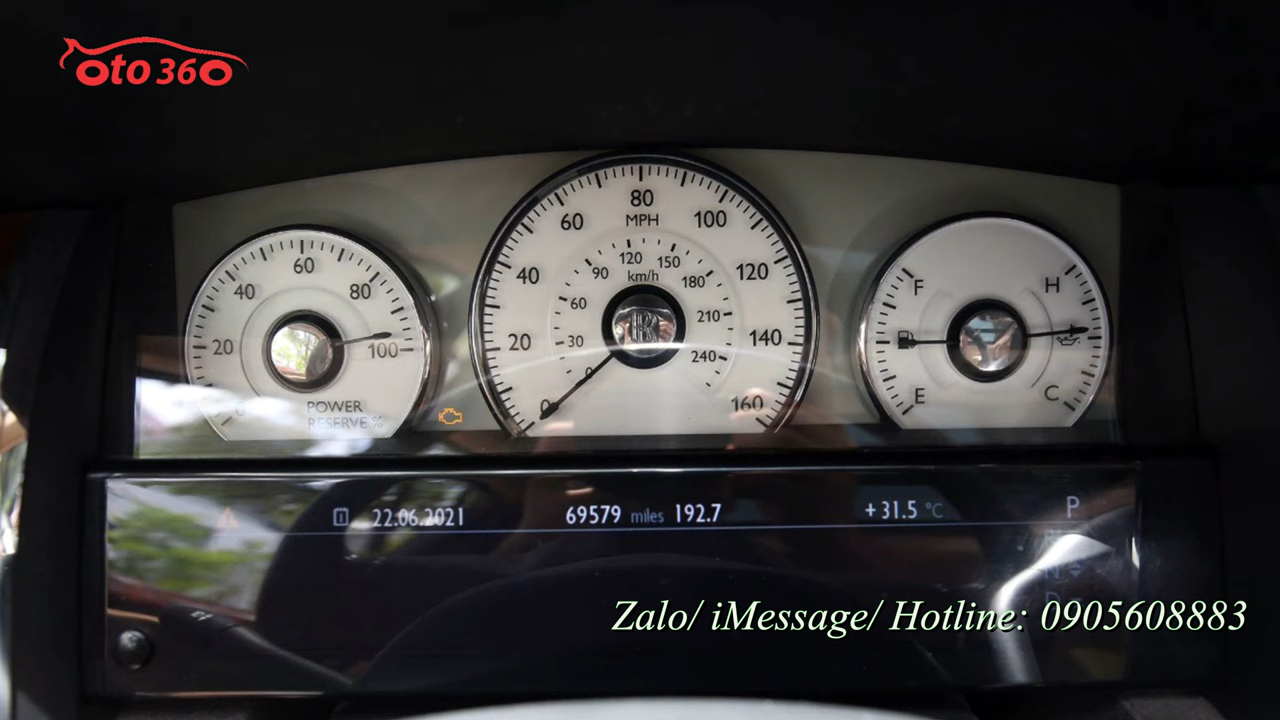 oto 360
80
60
MPH
100
60
120
150
40
km/h
120
90
180
40
80
F
H
60
210
20
30
140
20
100
240
0
E
C
0
160
POWER
RESERVE %
22.06.2021
69579 miles 192.7
+31.5 °C
P
Zalo/ iMessage/ Hotline: 0905608883